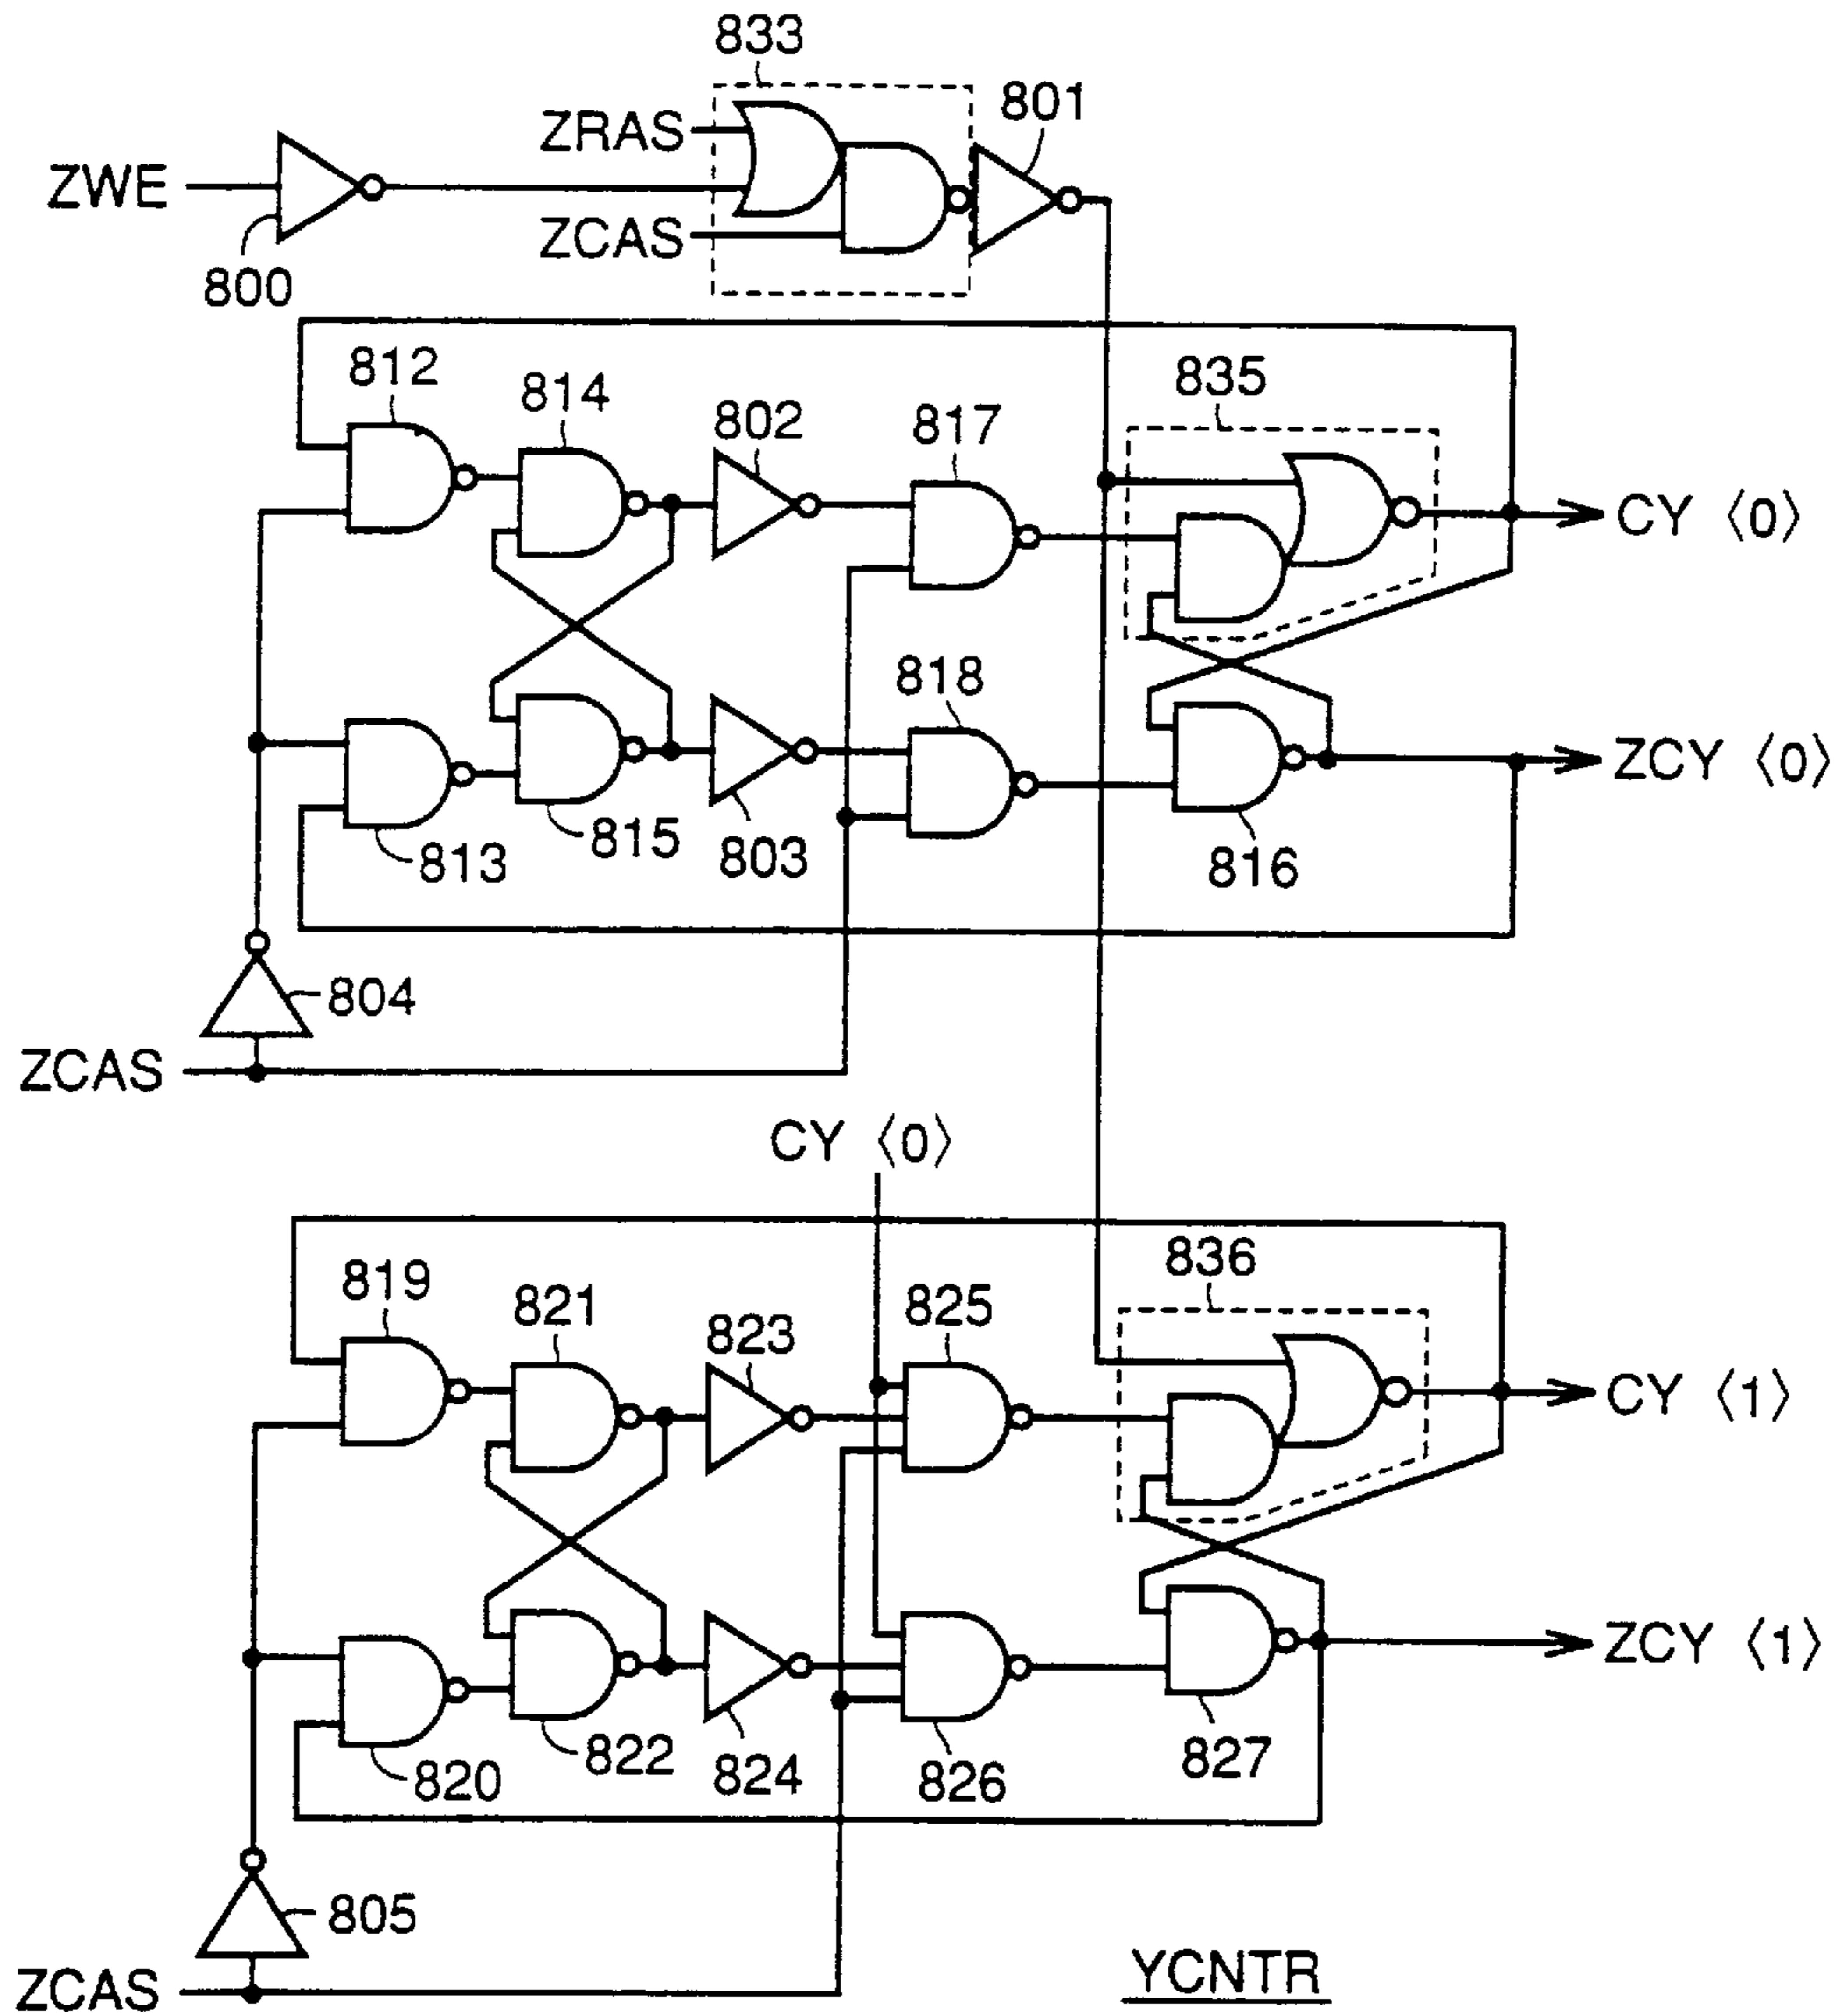 833
ZRAS
801
ZWE
ZCAS
800
812
814
802
817
835
CY ⟨0⟩
818
ZCY ⟨0⟩
813
815
803
816
804
ZCAS
CY ⟨0⟩
819
821
823
825
836
CY ⟨1⟩
ZCY ⟨1⟩
820
822
824
826
827
805
ZCAS
YCNTR